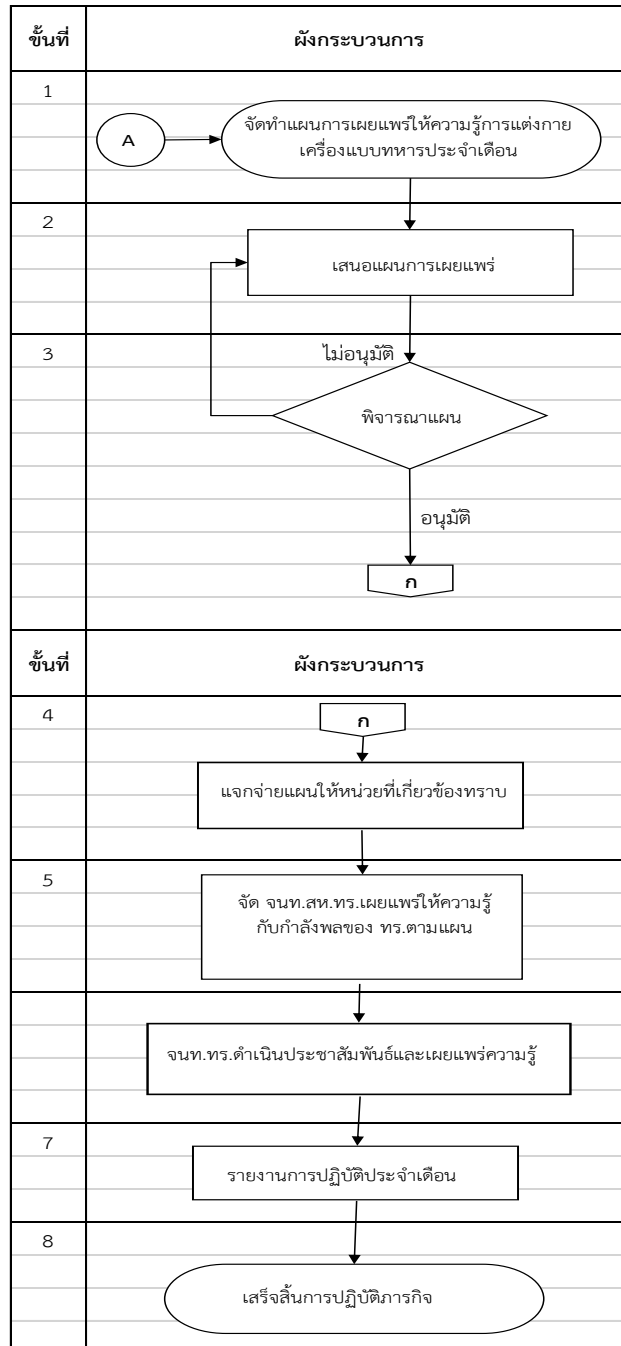 ขั้นที่ ผังกระบวนการ
1
A
จัดทำแผนการเผยแพร่ให้ความรู้การแต่งกาย
เครื่องแบบทหารประจำเดือน
2
เสนอแผนการเผยแพร่
3
ไม่อนุมัติ
พิจารณาแผน
อนุมัติ
ก
ขั้นที่ ผังกระบวนการ
4
ก
แจกจ่ายแผนให้หน่วยที่เกี่ยวข้องทราบ
5
จัด จนท.สห.ทร.เผยแพร่ให้ความรู้
กับกำลังพลของ ทร.ตามแผน
จนท.ทร.ดำเนินประชาสัมพันธ์และเผยแพร่ความรู้
7
รายงานการปฏิบัติประจำเดือน
8
เสร็จสิ้นการปฏิบัติภารกิจ